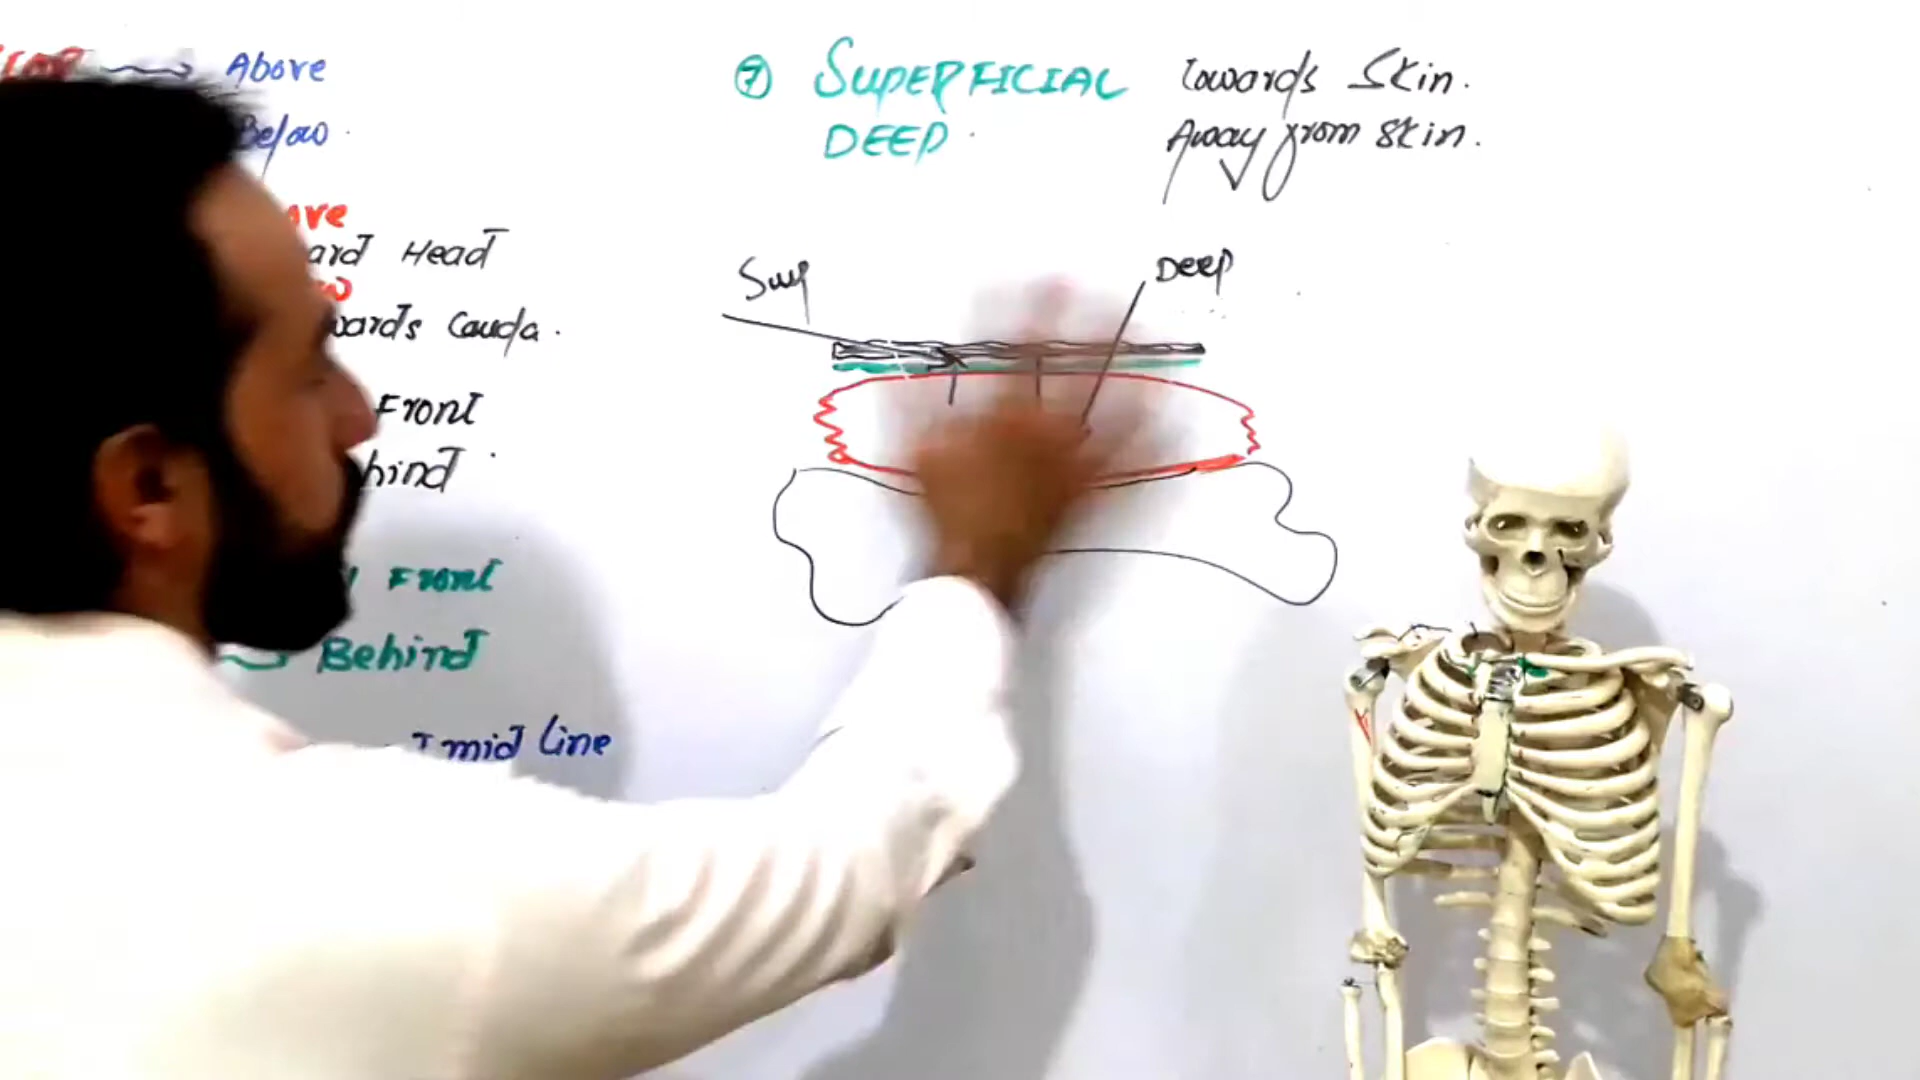 Above
Below
ard Head
wards Cauda.
Front
hind
Front
Behind
mid line
⑦ SUPERFICIAL towards Skin.
DEEP Away from skin.
Sup
Deep